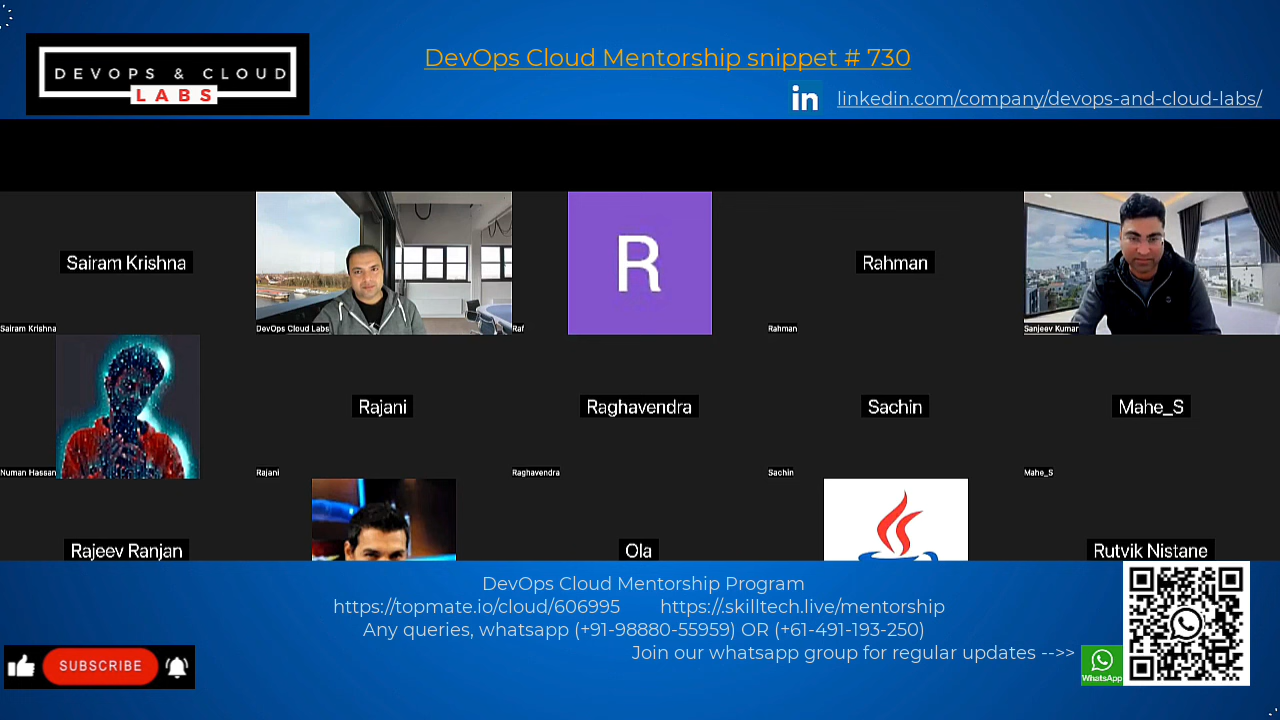 DEVOPS & CLOUD
LABS
DevOps Cloud Mentorship snippet # 730
in
linkedin.com/company/devops-and-cloud-labs/
Sairam Krishna
R
Rahman
Sairam Krishna
DevOps Cloud Labs
Raf
Rahman
Sanjeev Kumar
Rajani
Raghavendra
Sachin
Mahe_S
Numan Hassan
Rajani
Raghavendra
Sachin
Mahe_S
Rajeev Ranjan
Ola
Rutvik Nistane
DevOps Cloud Mentorship Program
https://topmate.io/cloud/606995 https://.skilltech.live/mentorship
Any queries, whatsapp (+91-98880-55959) OR (+61-491-193-250)
Join our whatsapp group for regular updates -->>
SUBSCRIBE
WhatsApp